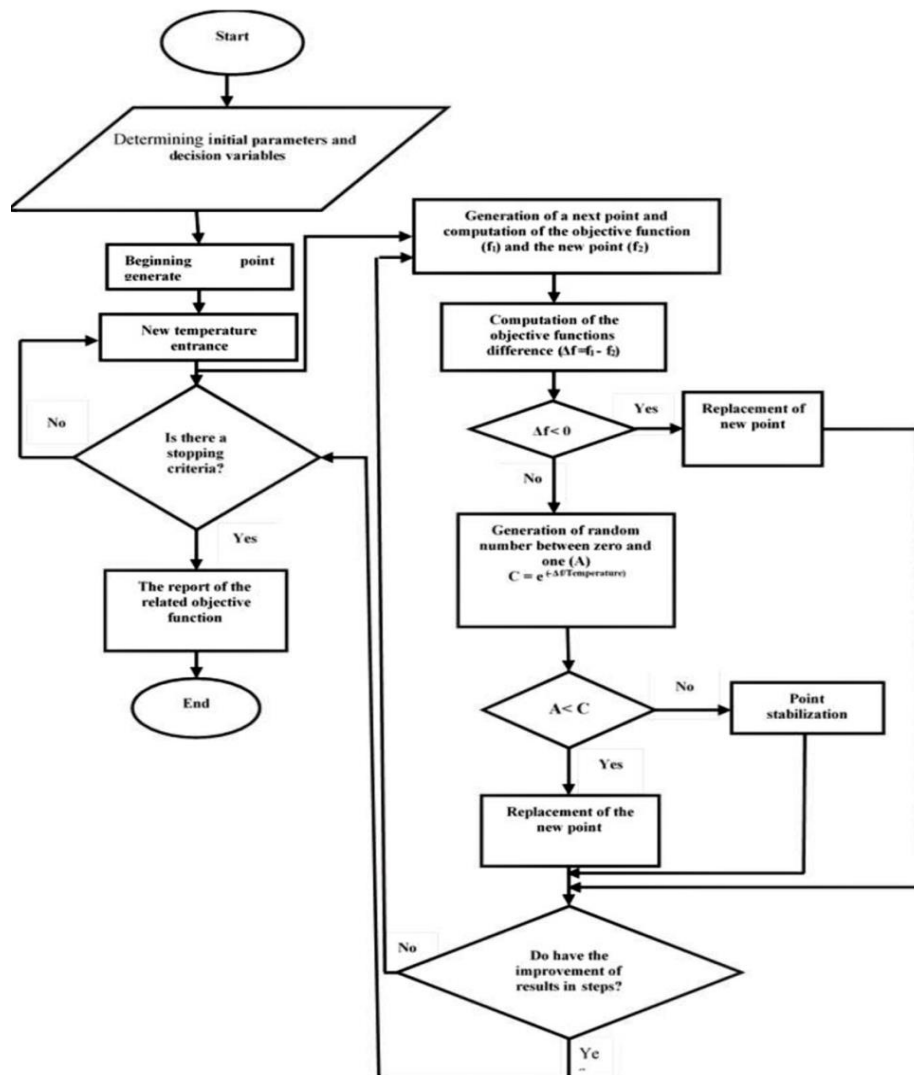 Start
Determining initial parameters and
decision variables
Beginning point
generate
New temperature
entrance
No
Is there a
stopping
criteria?
Yes
The report of the
related objective
function
End
Generation of a next point and
computation of the objective function
(f₁) and the new point (f₂)
Computation of the
objective functions
difference (Δf=f₁ - f₂)
Δf< 0
Yes
Replacement of
new point
No
Generation of random
number between zero and
one (A)
C = e^(-Δf/Temperature)
A< C
No
Point
stabilization
Yes
Replacement of the
new point
No
Do have the
improvement of
results in steps?
Ye